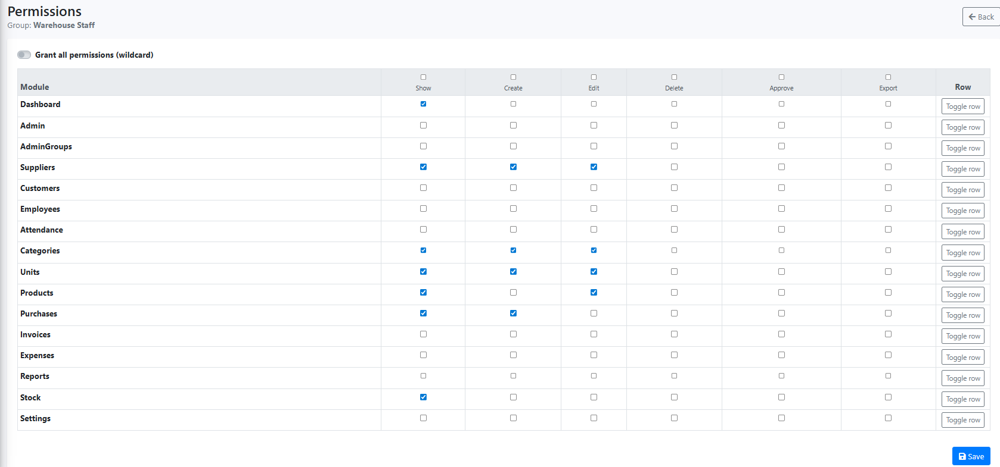 Permissions
Group: Warehouse Staff
Back
Grant all permissions (wildcard)
Module Show Create Edit Delete Approve Export Row
Dashboard Toggle row
Admin Toggle row
AdminGroups Toggle row
Suppliers Toggle row
Customers Toggle row
Employees Toggle row
Attendance Toggle row
Categories Toggle row
Units Toggle row
Products Toggle row
Purchases Toggle row
Invoices Toggle row
Expenses Toggle row
Reports Toggle row
Stock Toggle row
Settings Toggle row
Save